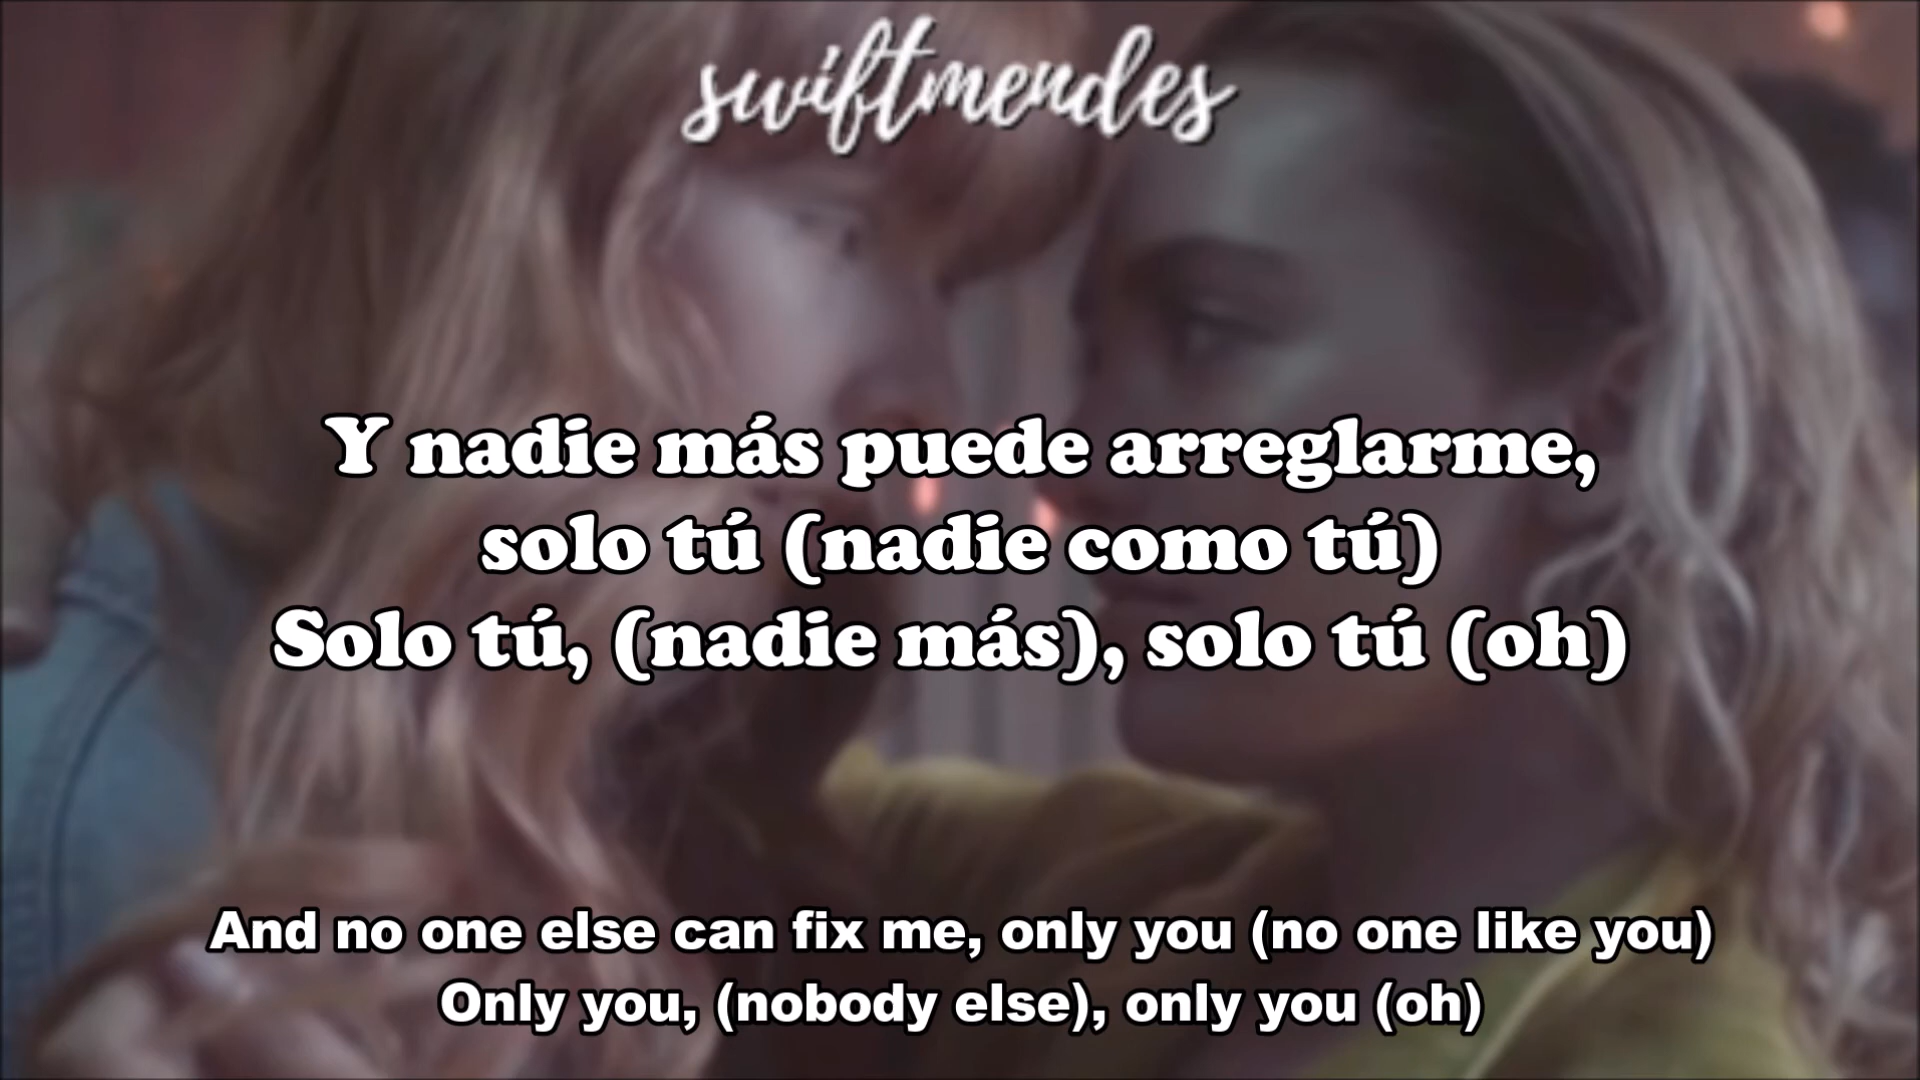 swiftmendes
Y nadie más puede arreglarme,
solo tú (nadie como tú)
Solo tú, (nadie más), solo tú (oh)
And no one else can fix me, only you (no one like you)
Only you, (nobody else), only you (oh)